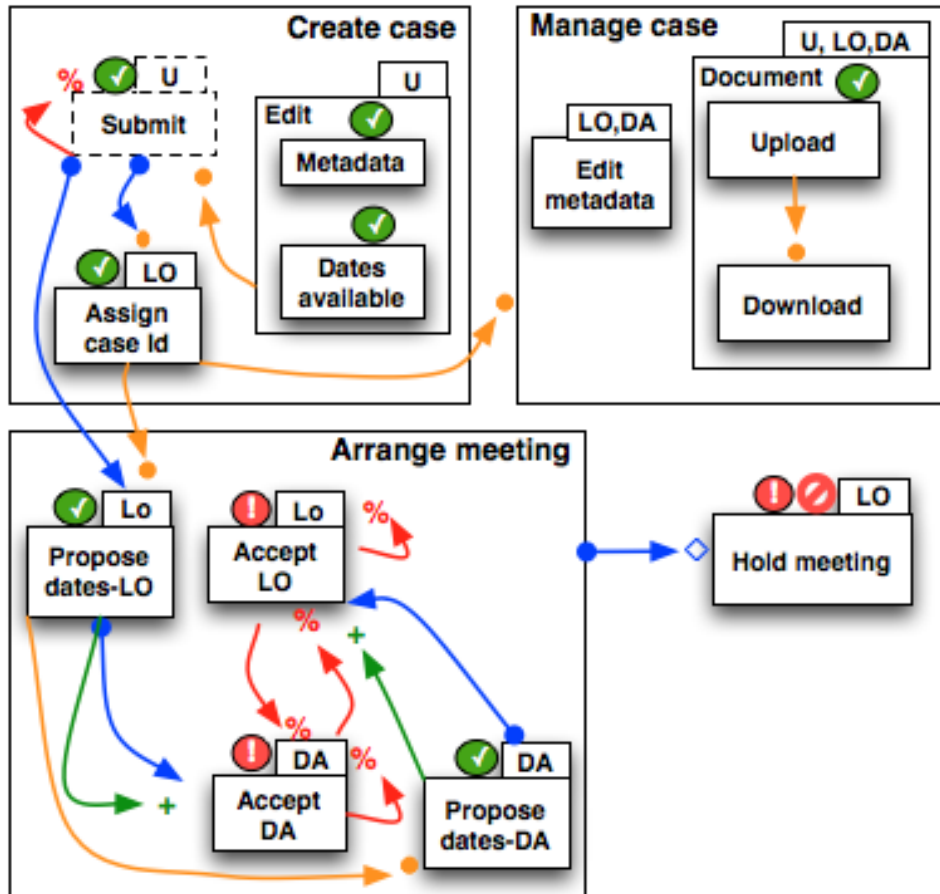 Create case
%
U
Submit
U
Edit
Metadata
Dates
available
LO
Assign
case Id
Manage case
U, LO,DA
Document
Upload
LO,DA
Edit
metadata
Download
Arrange meeting
Lo
Propose
dates-LO
!
Lo
Accept
LO
%
%
+
%
!
DA
%
Accept
DA
+
DA
Propose
dates-DA
!
LO
Hold meeting